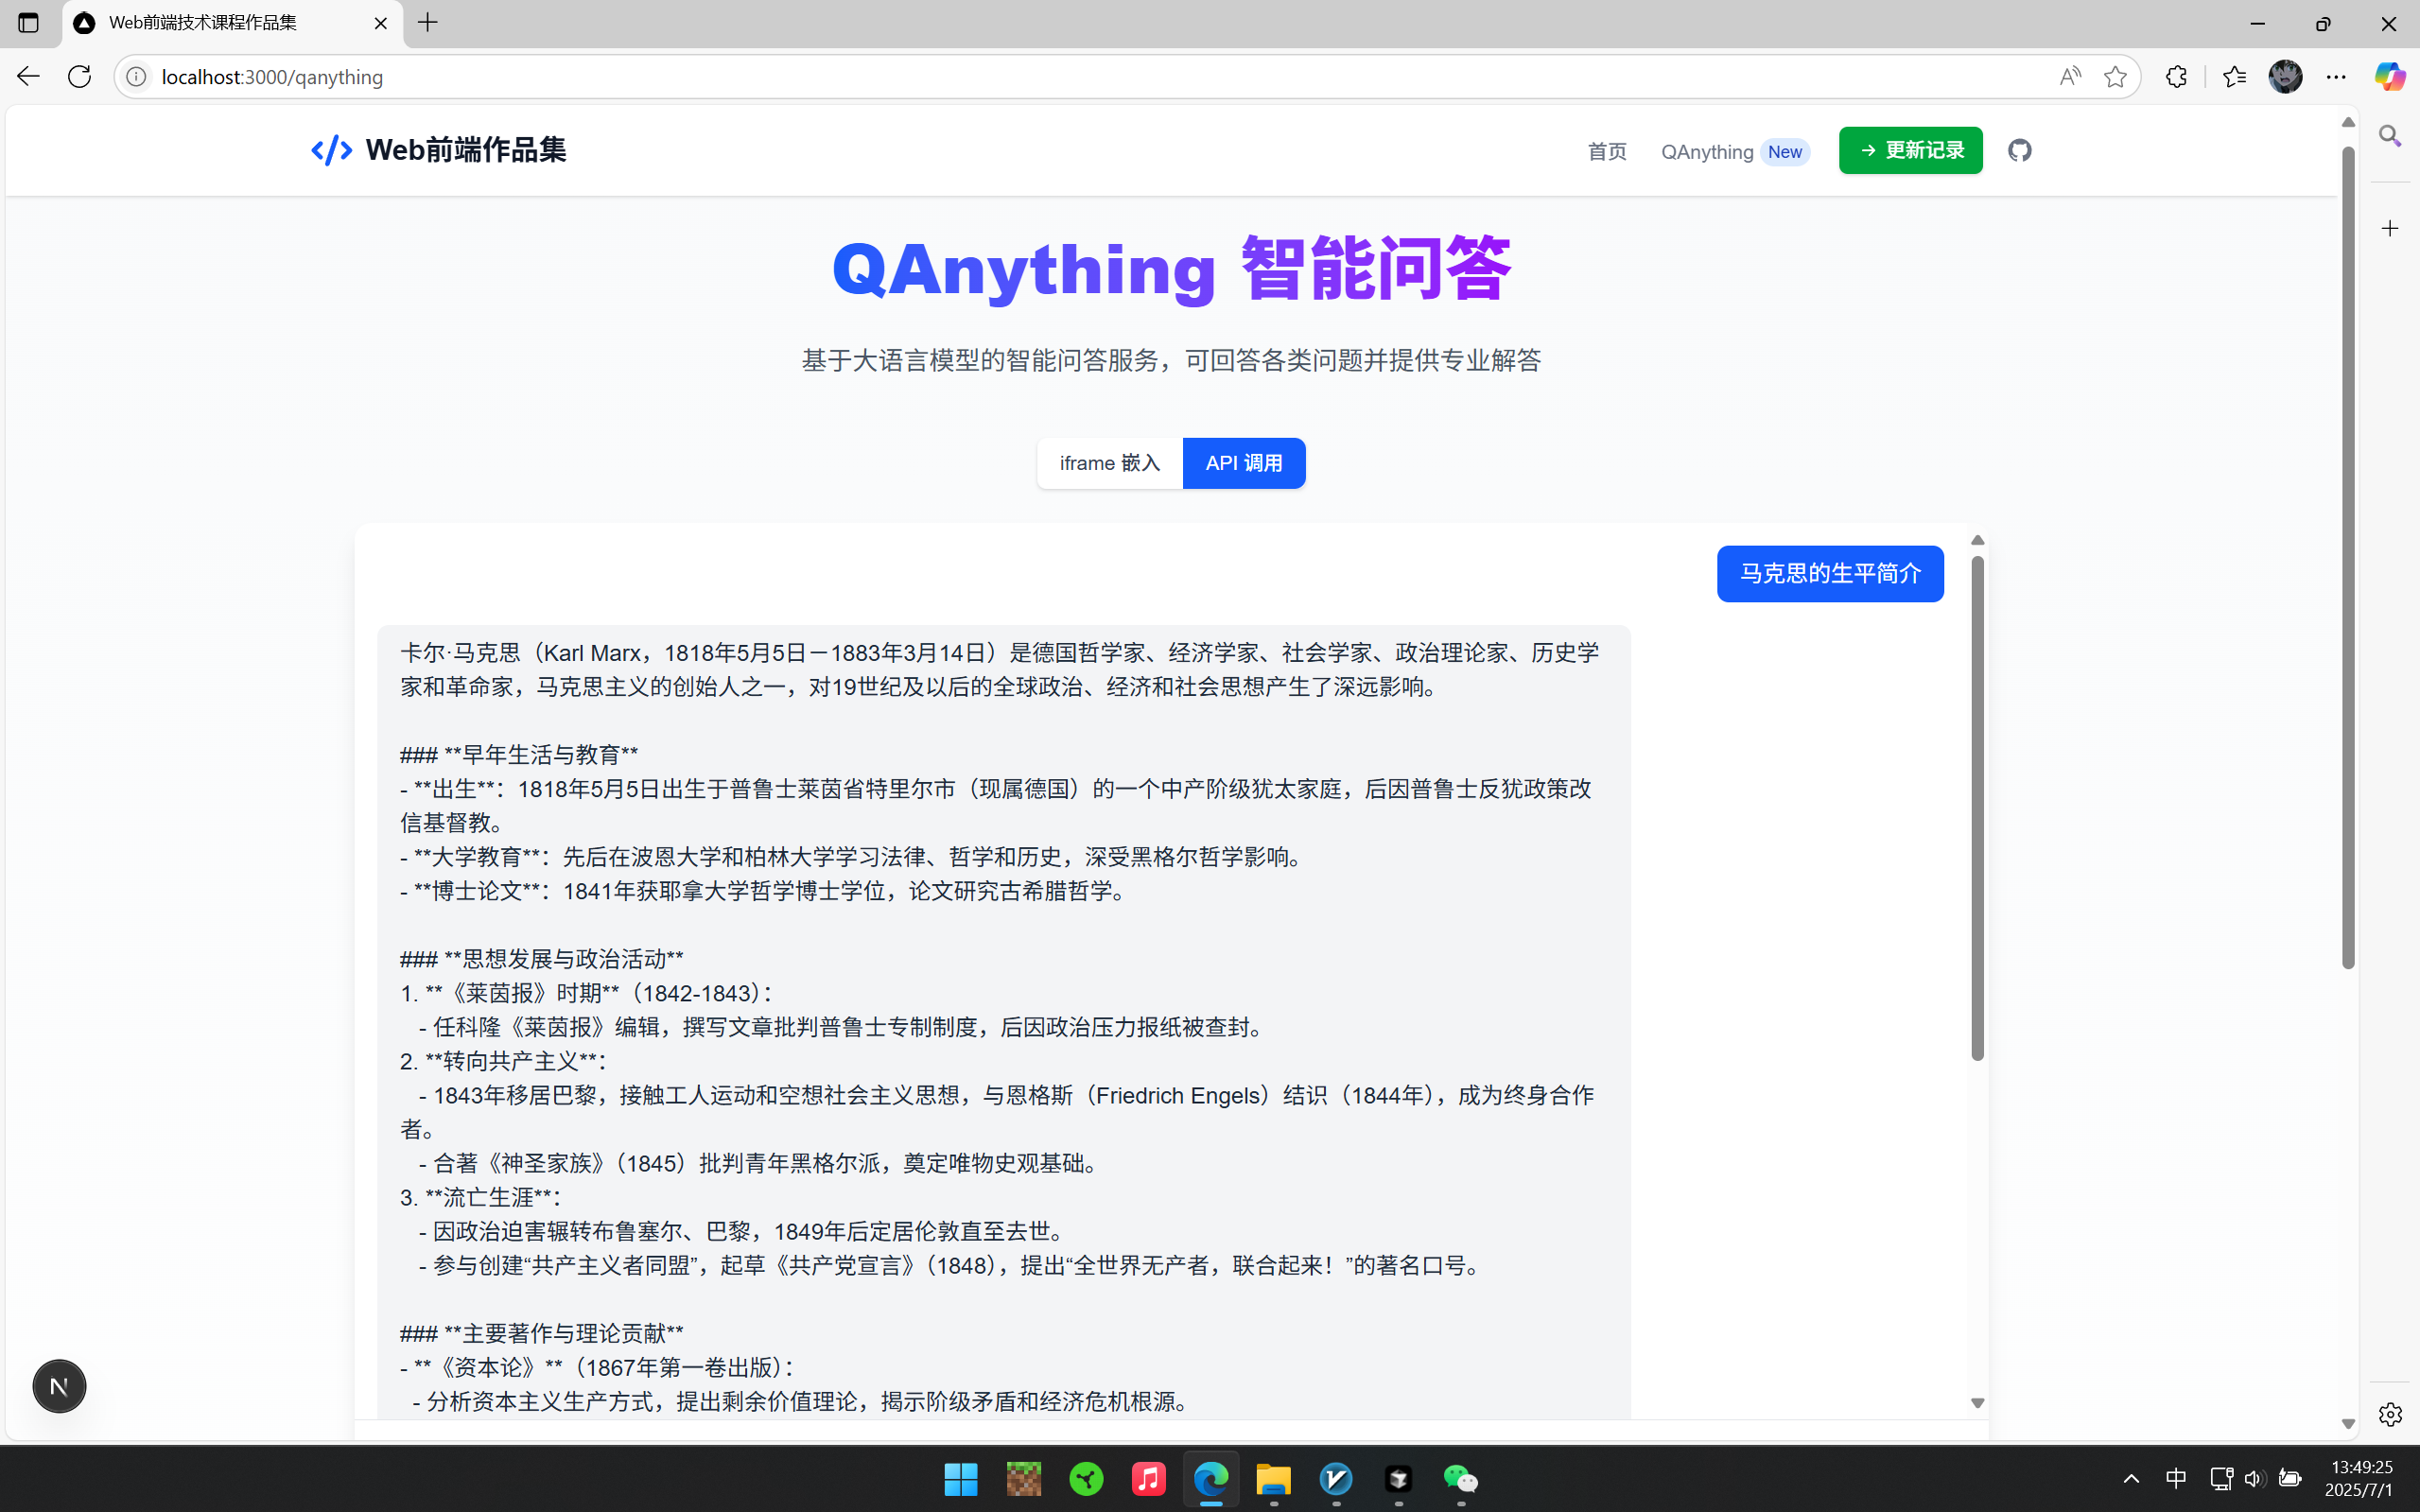 Web前端技术课程作品集
localhost:3000/qanything
Web前端作品集
首页
QAnything New
→ 更新记录
QAnything 智能问答
基于大语言模型的智能问答服务，可回答各类问题并提供专业解答
iframe 嵌入
API 调用
马克思的生平简介
卡尔·马克思（Karl Marx，1818年5月5日－1883年3月14日）是德国哲学家、经济学家、社会学家、政治理论家、历史学
家和革命家，马克思主义的创始人之一，对19世纪及以后的全球政治、经济和社会思想产生了深远影响。
### **早年生活与教育**
- **出生**：1818年5月5日出生于普鲁士莱茵省特里尔市（现属德国）的一个中产阶级犹太家庭，后因普鲁士反犹政策改
信基督教。
- **大学教育**：先后在波恩大学和柏林大学学习法律、哲学和历史，深受黑格尔哲学影响。
- **博士论文**：1841年获耶拿大学哲学博士学位，论文研究古希腊哲学。
### **思想发展与政治活动**
1. **《莱茵报》时期**（1842-1843）：
- 任科隆《莱茵报》编辑，撰写文章批判普鲁士专制制度，后因政治压力报纸被查封。
2. **转向共产主义**：
- 1843年移居巴黎，接触工人运动和空想社会主义思想，与恩格斯（Friedrich Engels）结识（1844年），成为终身合作
者。
- 合著《神圣家族》（1845）批判青年黑格尔派，奠定唯物史观基础。
3. **流亡生涯**：
- 因政治迫害辗转布鲁塞尔、巴黎，1849年后定居伦敦直至去世。
- 参与创建“共产主义者同盟”，起草《共产党宣言》（1848），提出“全世界无产者，联合起来！”的著名口号。
### **主要著作与理论贡献**
- **《资本论》**（1867年第一卷出版）：
- 分析资本主义生产方式，提出剩余价值理论，揭示阶级矛盾和经济危机根源。
N
中
13:49:25
2025/7/1